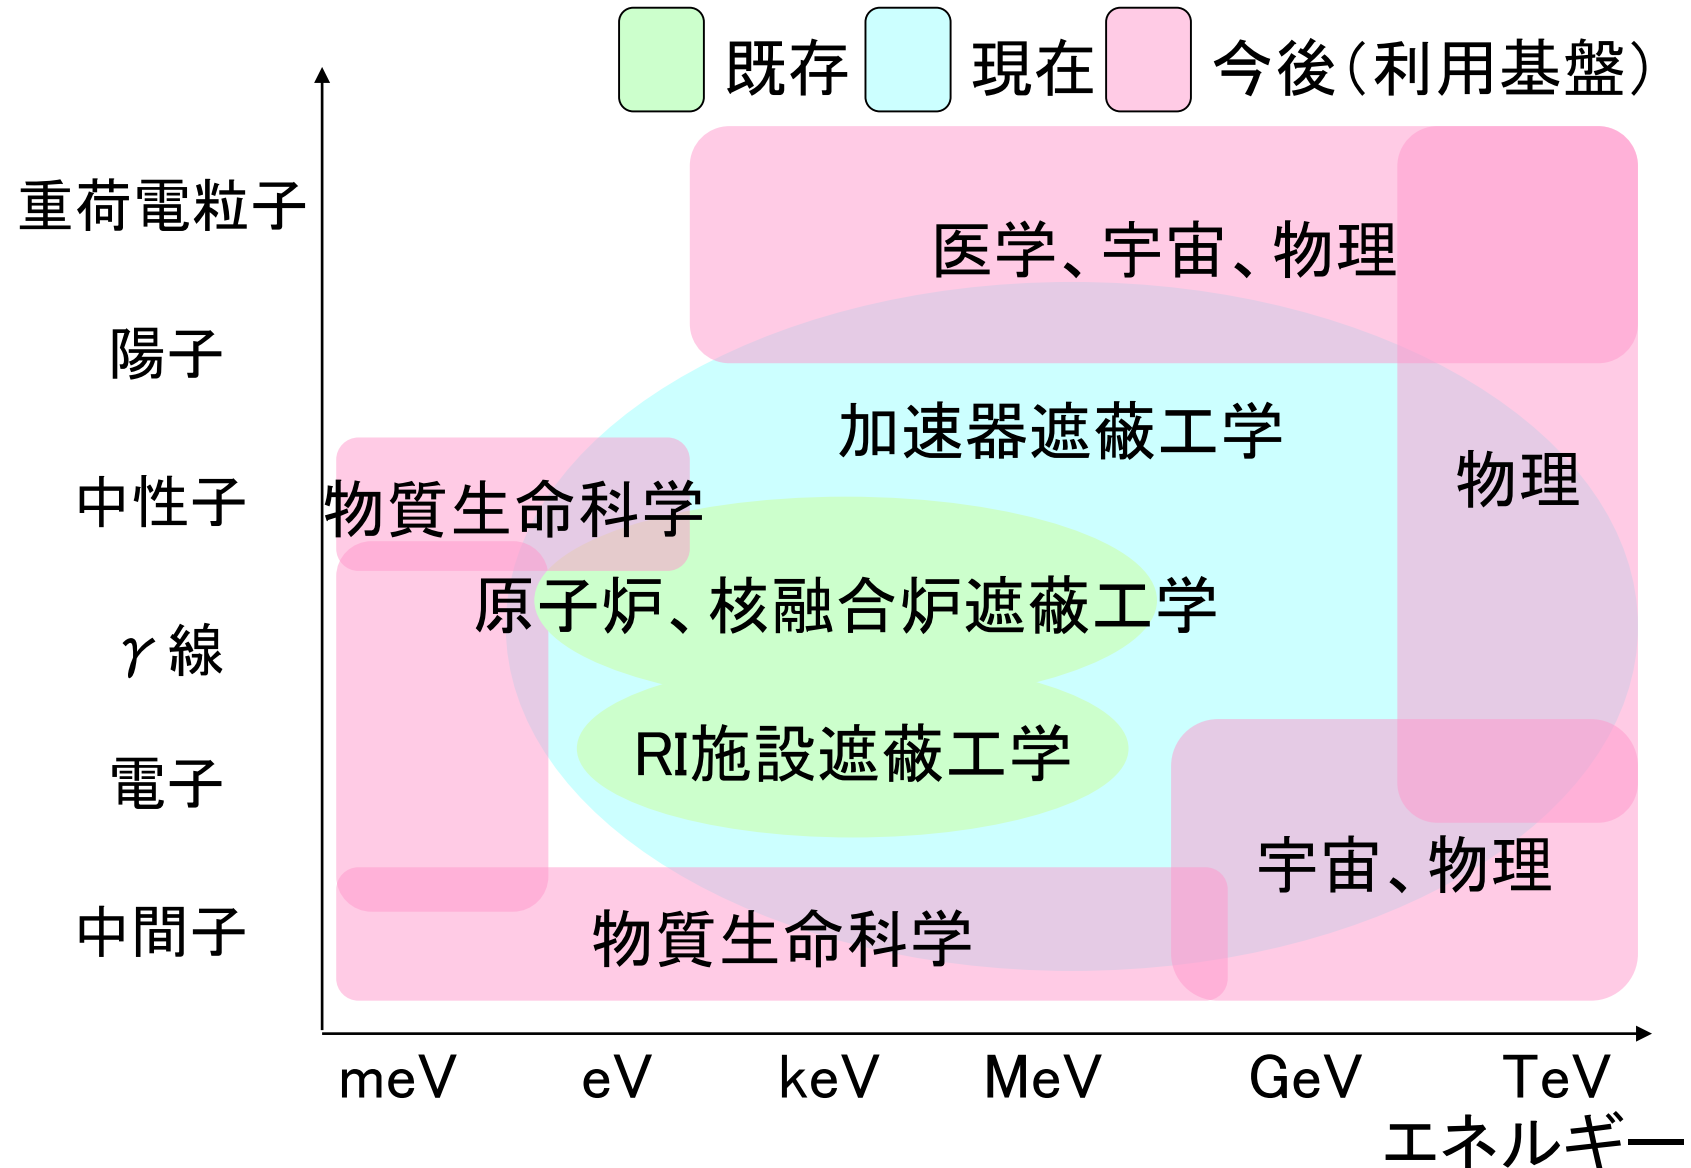 既存 現在 今後（利用基盤）
重荷電粒子
医学、宇宙、物理
陽子
加速器遮蔽工学
物理
中性子
物質生命科学
原子炉、核融合炉遮蔽工学
γ線
RI施設遮蔽工学
電子
宇宙、物理
中間子
物質生命科学
meV eV keV MeV GeV TeV
エネルギー